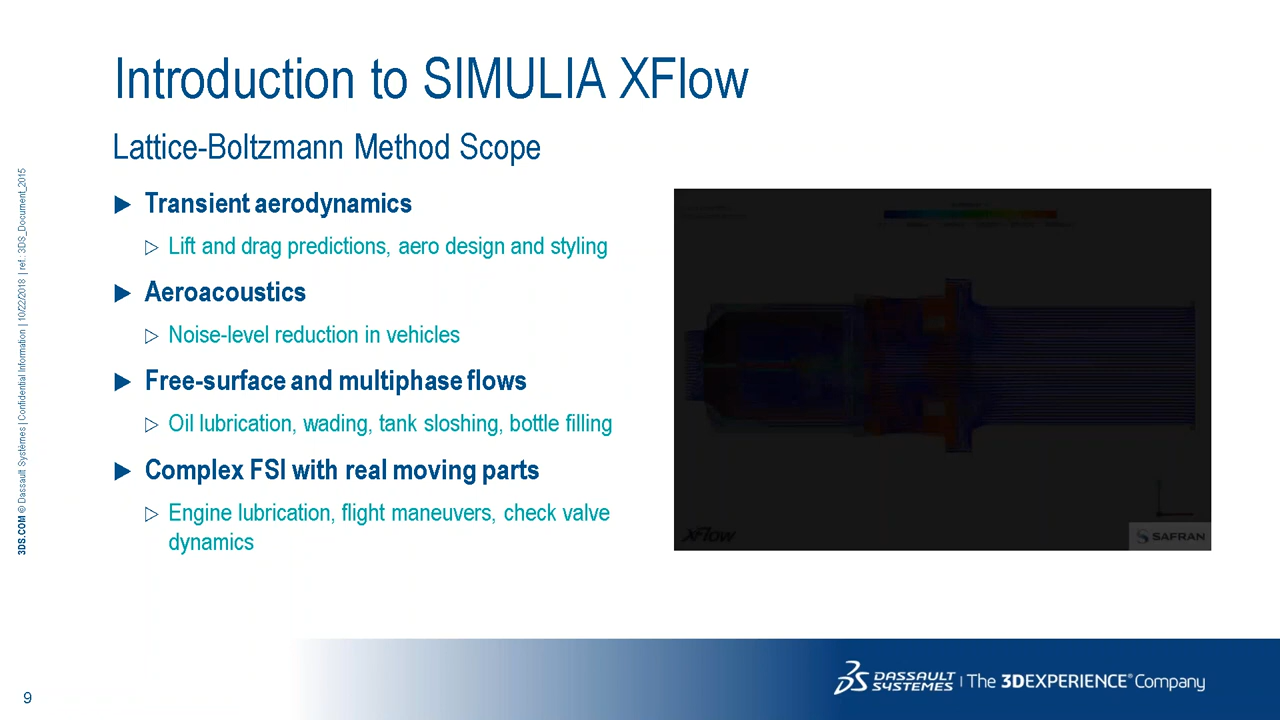 Introduction to SIMULIA XFlow
Lattice-Boltzmann Method Scope
Transient aerodynamics
Lift and drag predictions, aero design and styling
Aeroacoustics
Noise-level reduction in vehicles
Free-surface and multiphase flows
Oil lubrication, wading, tank sloshing, bottle filling
Complex FSI with real moving parts
Engine lubrication, flight maneuvers, check valve
dynamics
XFlow
SAFRAN
3DS.COM © Dassault Systèmes | Confidential Information | 10/22/2018 | ref.: 3DS_Document_2015
9
DASSAULT
SYSTEMES | The 3DEXPERIENCE® Company